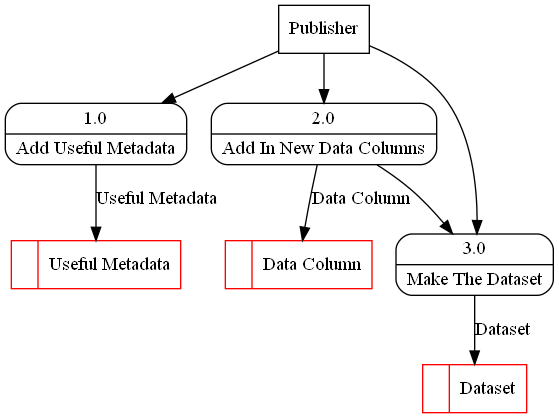 Publisher
1.0
Add Useful Metadata
2.0
Add In New Data Columns
Useful Metadata
Data Column
3.0
Make The Dataset
Useful Metadata
Data Column
Dataset
Dataset